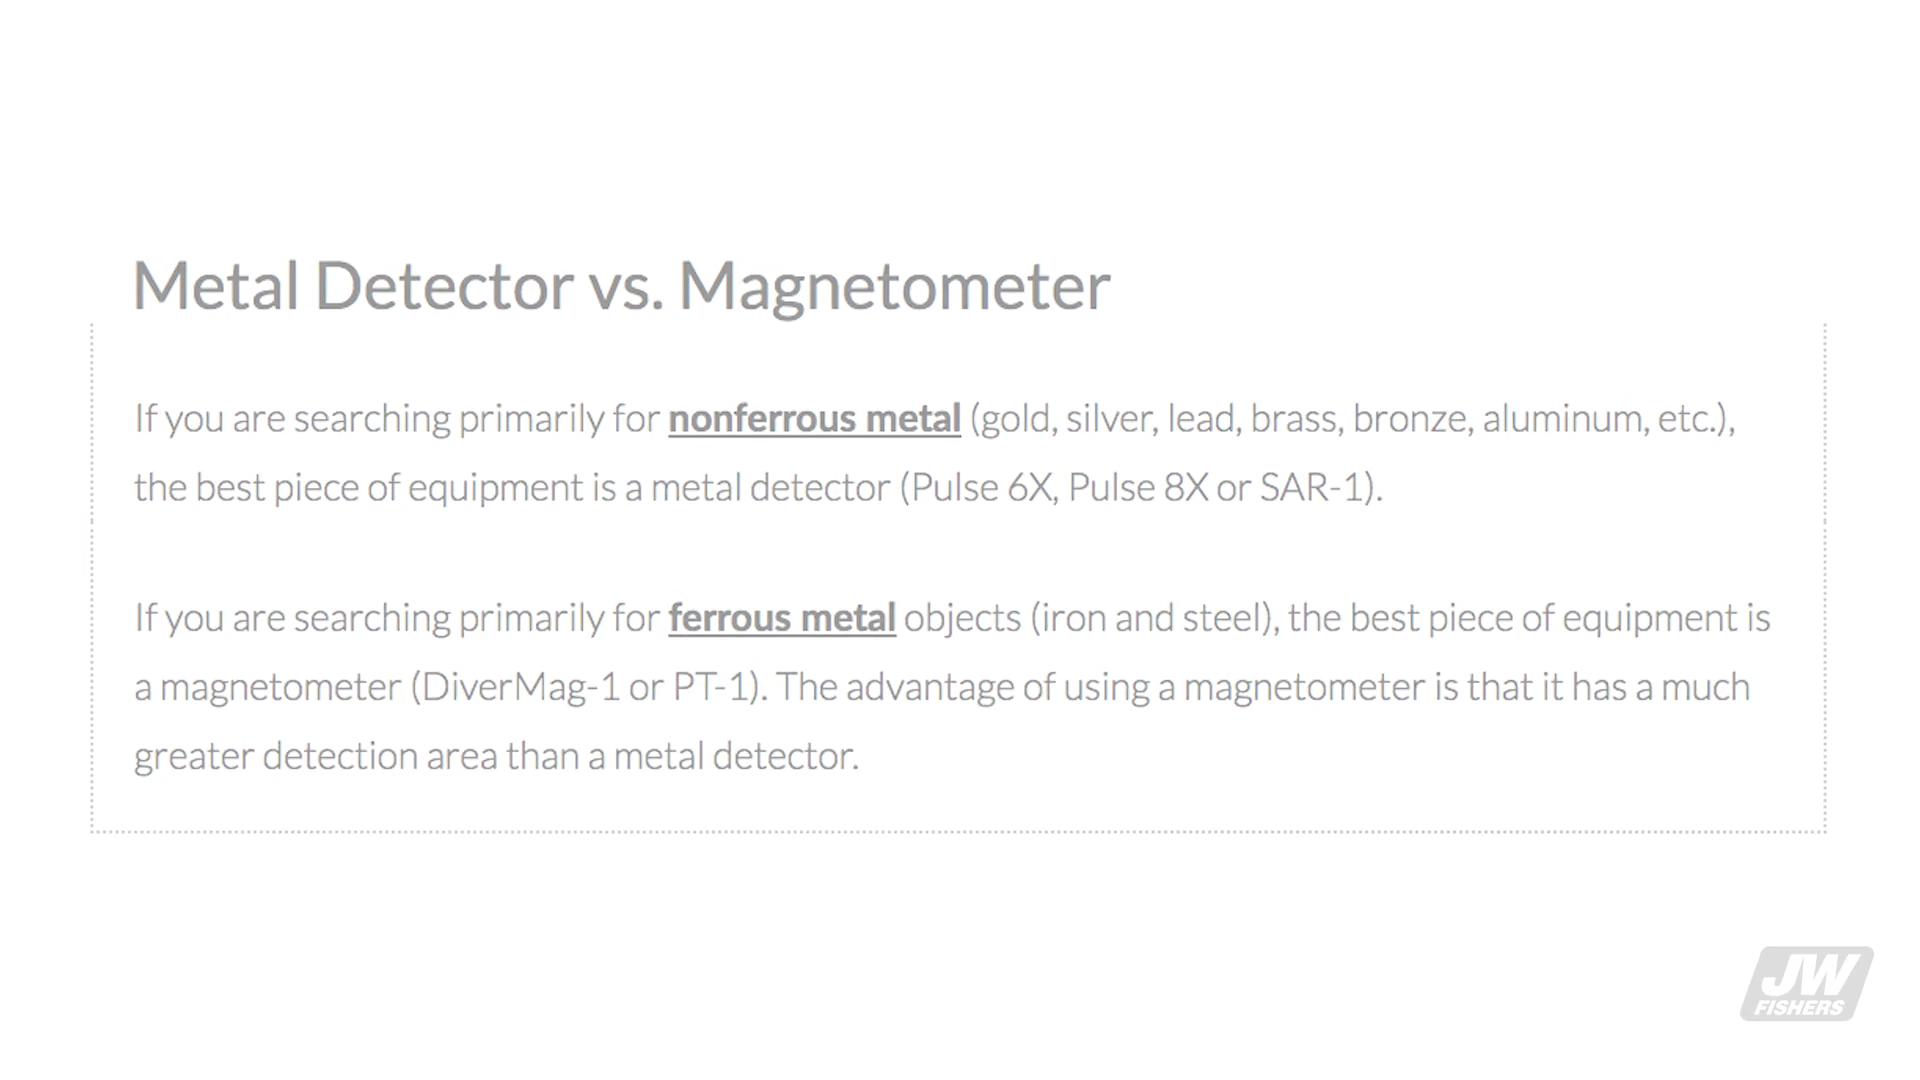 Metal Detector vs. Magnetometer
If you are searching primarily for nonferrous metal (gold, silver, lead, brass, bronze, aluminum, etc.),
the best piece of equipment is a metal detector (Pulse 6X, Pulse 8X or SAR-1).
If you are searching primarily for ferrous metal objects (iron and steel), the best piece of equipment is
a magnetometer (DiverMag-1 or PT-1). The advantage of using a magnetometer is that it has a much
greater detection area than a metal detector.
JW
FISHERS